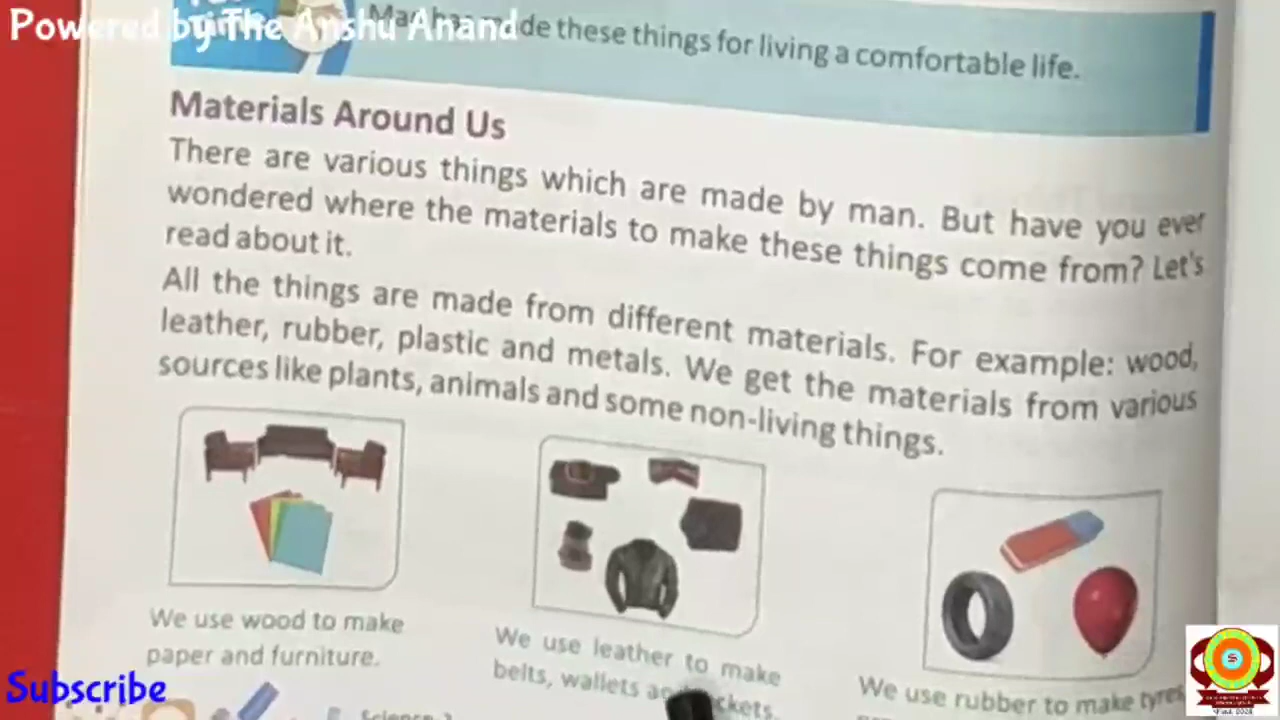 Powered by The Anshu Anand
de these things for living a comfortable life.
Materials Around Us
There are various things which are made by man. But have you ever
wondered where the materials to make these things come from? Let's
read about it.
All the things are made from different materials. For example: wood,
leather, rubber, plastic and metals. We get the materials from various
sources like plants, animals and some non-living things.
We use wood to make
paper and furniture.
We use leather to make
belts, wallets
ckets.
We use rubber to make tyres
Subscribe